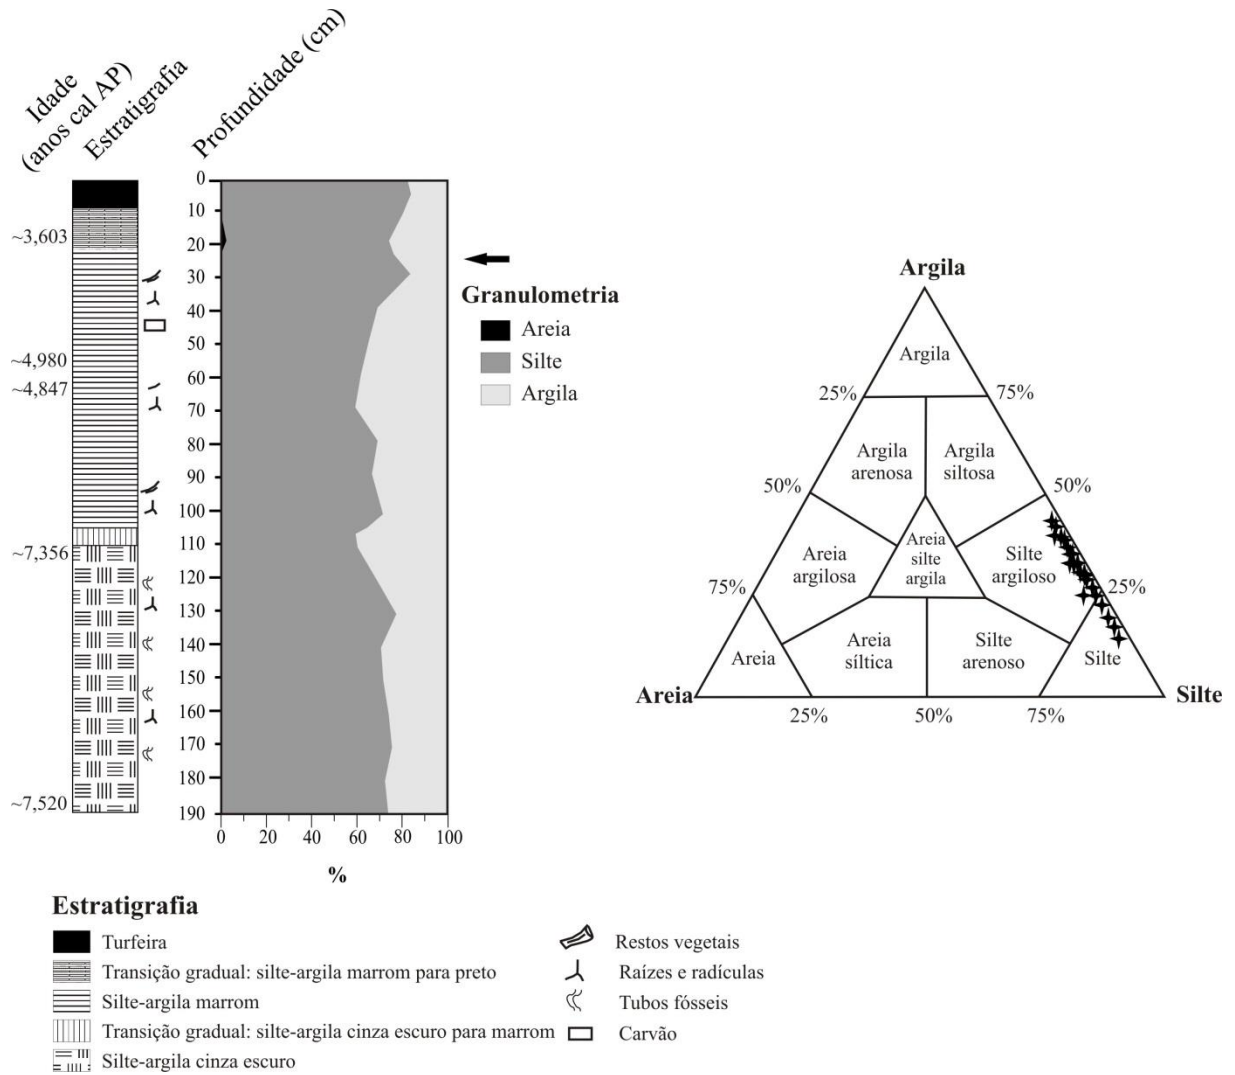 Idade
(anos cal AP)
Estratigrafia
Profundidade (cm)
~3,603
~4,980
~4,847
~7,356
~7,520
0
10
20
30
40
50
60
70
80
90
100
110
120
130
140
150
160
170
180
190
0 20 40 60 80 100
%
Granulometria
Areia
Silte
Argila
Argila
Argila
25% 75%
Argila
arenosa
Argila
siltosa
50% 50%
Areia
silte
argila
Areia
argilosa
Silte
argiloso
75% 25%
Areia
Areia
síltica
Silte
arenoso
Silte
Areia Silte
25% 50% 75%
Estratigrafia
Turfeira
Transição gradual: silte-argila marrom para preto
Silte-argila marrom
Transição gradual: silte-argila cinza escuro para marrom
Silte-argila cinza escuro
Restos vegetais
Raízes e radículas
Tubos fósseis
Carvão